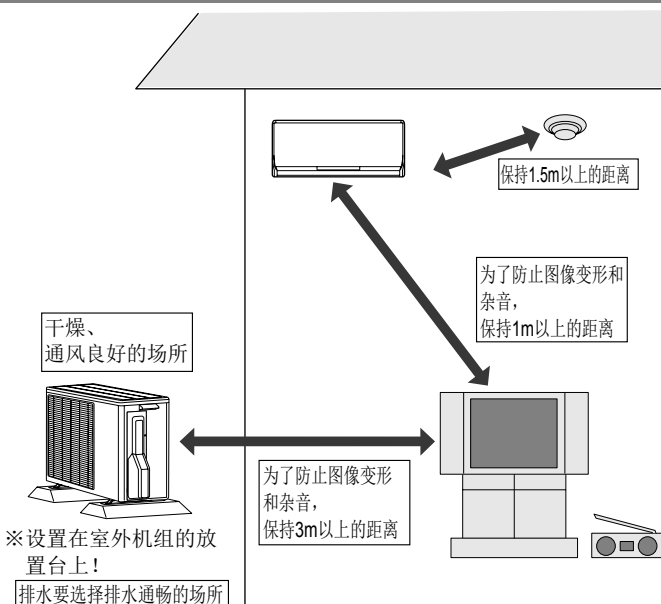 保持1.5m以上的距离
为了防止图像变形和
杂音，
保持1m以上的距离
干燥、
通风良好的场所
为了防止图像变形
和杂音，
保持3m以上的距离
※设置在室外机组的放
置台上！
排水要选择排水通畅的场所